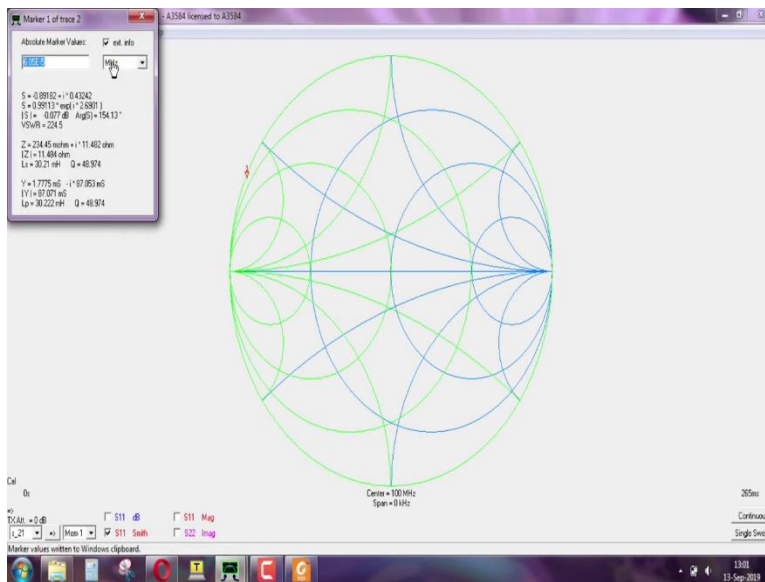 Marker 1 of trace 2
- A3584 licensed to A3584
Absolute Marker Values:
ext. info
MHz
S = -0.89182 + i * 0.43242
S = 0.99113 * exp(i * 2.6901 )
|S| = -0.077 dB Arg(S) = 154.13 °
VSWR = 224.5
Z = 234.45 mohm + i * 11.482 ohm
|Z| = 11.484 ohm
Ls = 30.21 mH Q = 48.974
Y = 1.7775 mS - i * 87.053 mS
|Y| = 87.071 mS
Lp = 30.222 mH Q = 48.974
1
Cal
0s
Center = 100 MHz
Span = 0 kHz
265ms
=>
TX Att. = 0 dB
S11 dB
S11 Mag
Continuou
s_21
=>
Mem 1
S11 Smith
S22 Imag
Single Swe
Marker values written to Windows clipboard.
T
C
13:01
13-Sep-2019